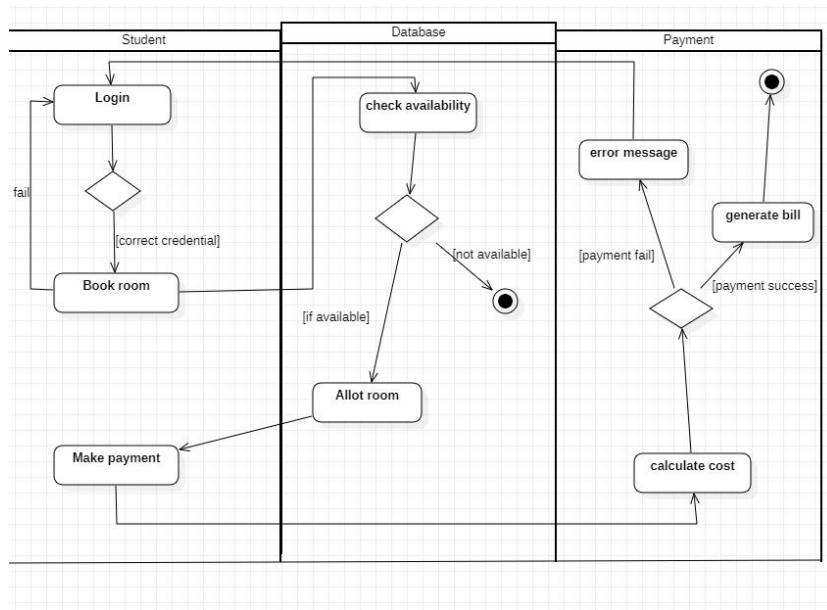 Student
Database
Payment
Login
check availability
error message
fail
generate bill
[correct credential]
[not available]
[payment fail]
Book room
[payment success]
[if available]
Allot room
Make payment
calculate cost